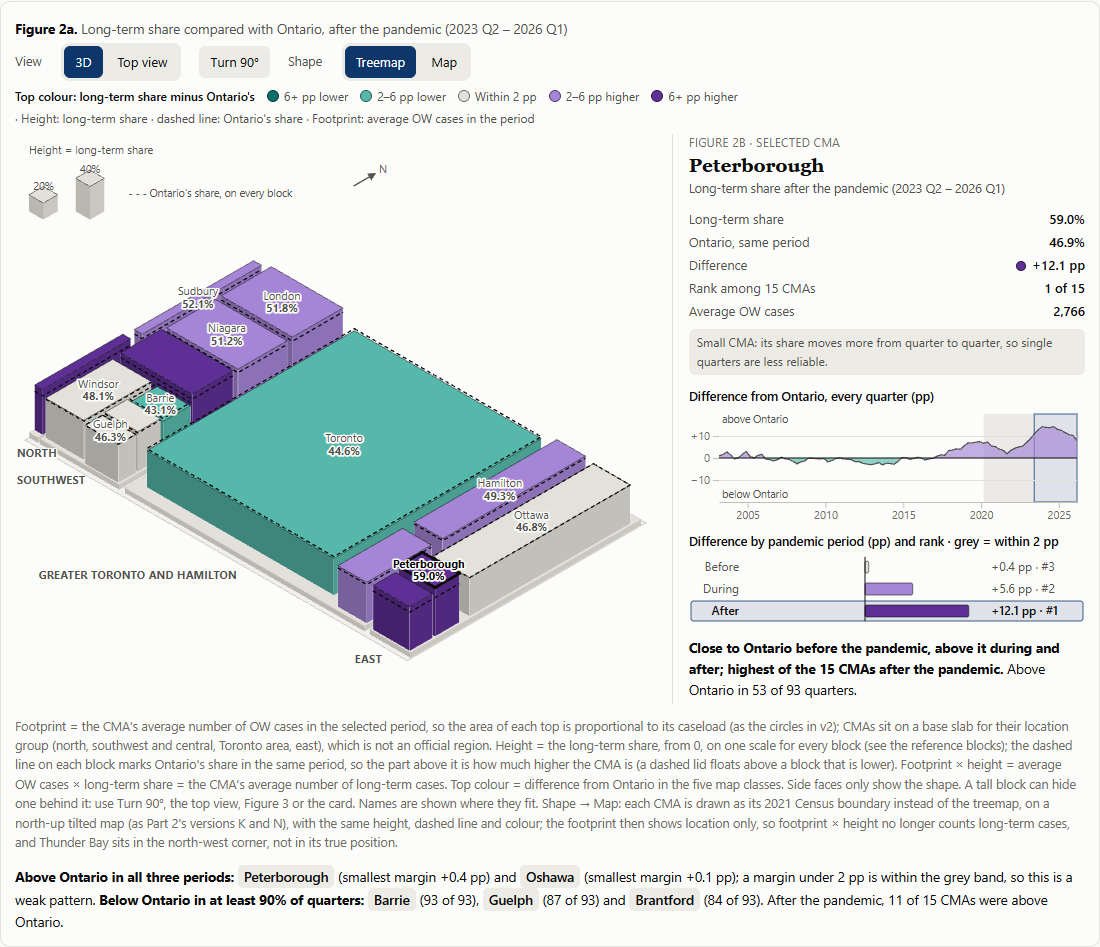 Figure 2a. Long-term share compared with Ontario, after the pandemic (2023 Q2 – 2026 Q1)
View 3D Top view Turn 90° Shape Treemap Map
Top colour: long-term share minus Ontario's 6+ pp lower 2–6 pp lower Within 2 pp 2–6 pp higher 6+ pp higher
· Height: long-term share · dashed line: Ontario's share · Footprint: average OW cases in the period
Height = long-term share
20%
40%
- - - Ontario's share, on every block
N
Sudbury
52.1%
London
51.8%
Niagara
51.2%
Windsor
48.1%
Barrie
43.1%
Guelph
46.3%
Toronto
44.6%
Hamilton
49.3%
Ottawa
46.8%
Peterborough
59.0%
NORTH
SOUTHWEST
GREATER TORONTO AND HAMILTON
EAST
FIGURE 2B · SELECTED CMA
Peterborough
Long-term share after the pandemic (2023 Q2 – 2026 Q1)
Long-term share 59.0%
Ontario, same period 46.9%
Difference +12.1 pp
Rank among 15 CMAs 1 of 15
Average OW cases 2,766
Small CMA: its share moves more from quarter to quarter, so single
quarters are less reliable.
Difference from Ontario, every quarter (pp)
above Ontario
+10
0
−10
below Ontario
2005 2010 2015 2020 2025
Difference by pandemic period (pp) and rank · grey = within 2 pp
Before +0.4 pp · #3
During +5.6 pp · #2
After +12.1 pp · #1
Close to Ontario before the pandemic, above it during and
after; highest of the 15 CMAs after the pandemic. Above
Ontario in 53 of 93 quarters.
Footprint = the CMA's average number of OW cases in the selected period, so the area of each top is proportional to its caseload (as the circles in v2); CMAs sit on a base slab for their location
group (north, southwest and central, Toronto area, east), which is not an official region. Height = the long-term share, from 0, on one scale for every block (see the reference blocks); the dashed
line on each block marks Ontario's share in the same period, so the part above it is how much higher the CMA is (a dashed lid floats above a block that is lower). Footprint × height = average
OW cases × long-term share = the CMA's average number of long-term cases. Top colour = difference from Ontario in the five map classes. Side faces only show the shape. A tall block can hide
one behind it: use Turn 90°, the top view, Figure 3 or the card. Names are shown where they fit. Shape → Map: each CMA is drawn as its 2021 Census boundary instead of the treemap, on a
north-up tilted map (as Part 2's versions K and N), with the same height, dashed line and colour; the footprint then shows location only, so footprint × height no longer counts long-term cases,
and Thunder Bay sits in the north-west corner, not in its true position.
Above Ontario in all three periods: Peterborough (smallest margin +0.4 pp) and Oshawa (smallest margin +0.1 pp); a margin under 2 pp is within the grey band, so this is a
weak pattern. Below Ontario in at least 90% of quarters: Barrie (93 of 93), Guelph (87 of 93) and Brantford (84 of 93). After the pandemic, 11 of 15 CMAs were above
Ontario.